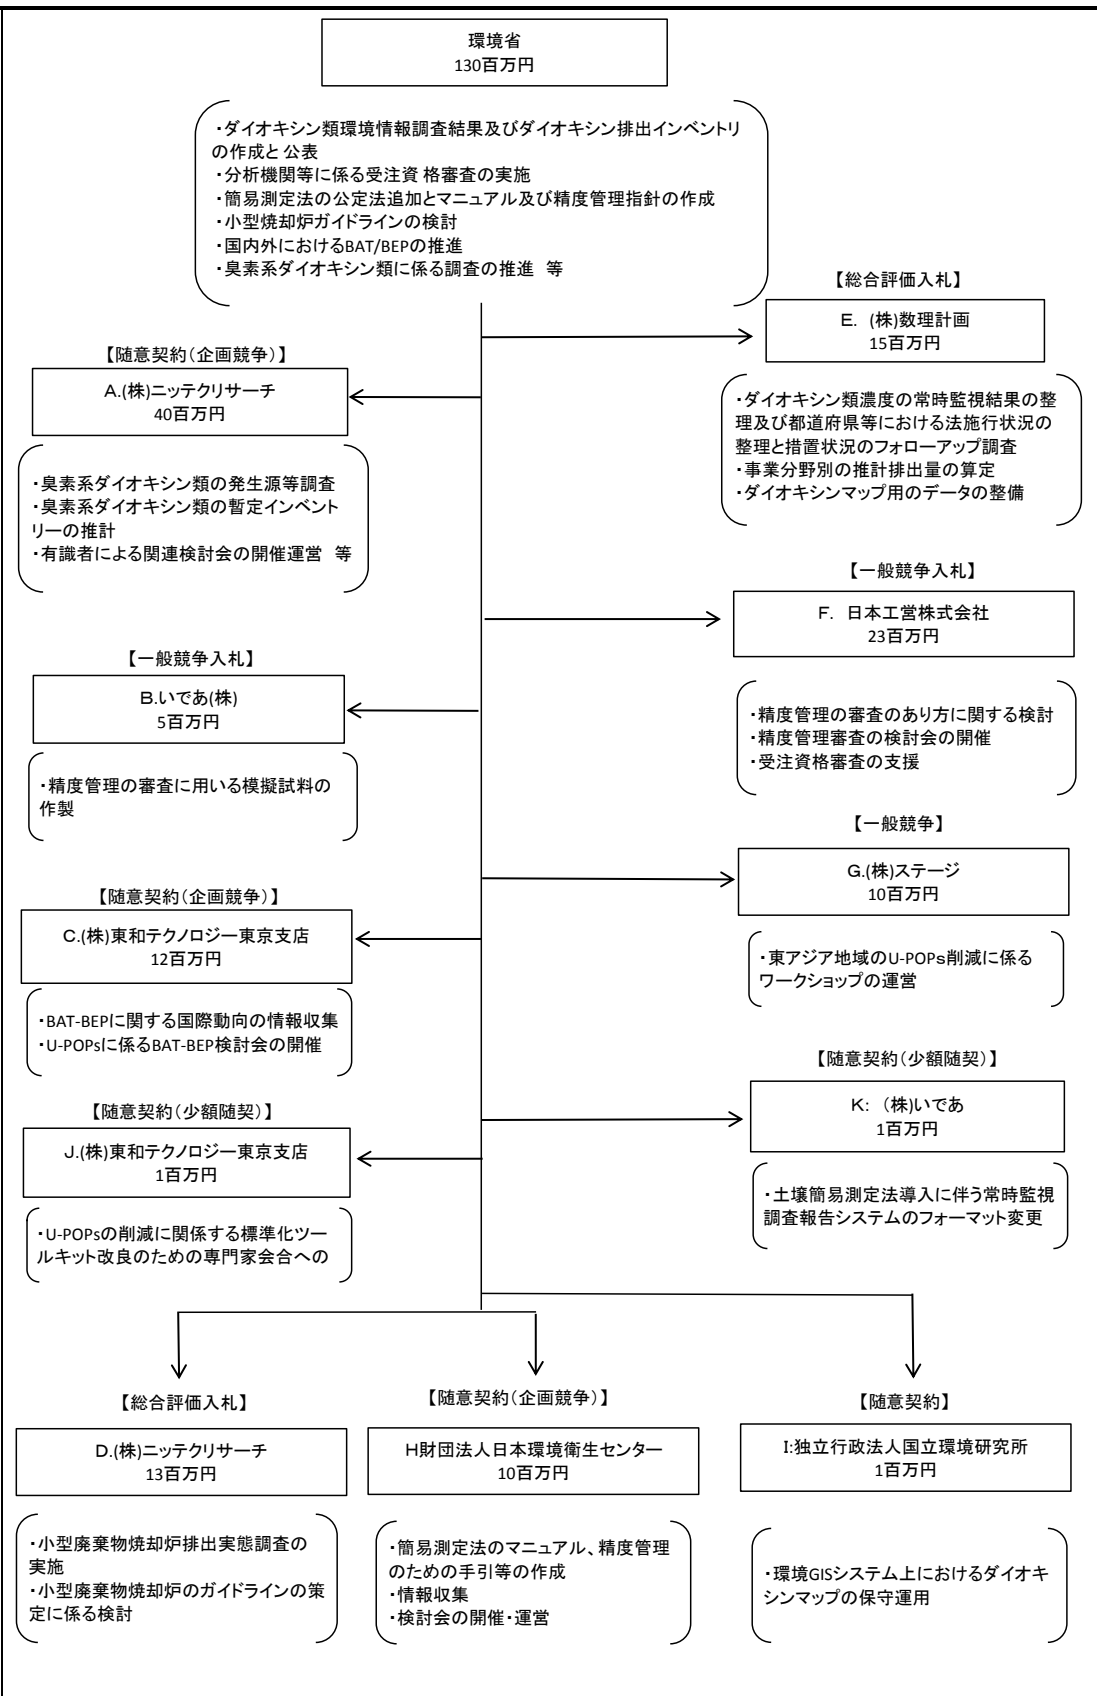 環境省
130百万円
・ダイオキシン類環境情報調査結果及びダイオキシン排出インベントリ
の作成と公表
・分析機関等に係る受注資 格審査の実施
・簡易測定法の公定法追加とマニュアル及び精度管理指針の作成
・小型焼却炉ガイドラインの検討
・国内外におけるBAT/BEPの推進
・臭素系ダイオキシン類に係る調査の推進 等
【総合評価入札】
E. (株)数理計画
15百万円
・ダイオキシン類濃度の常時監視結果の整
理及び都道府県等における法施行状況の
整理と措置状況のフォローアップ調査
・事業分野別の推計排出量の算定
・ダイオキシンマップ用のデータの整備
【随意契約(企画競争)】
A.(株)ニッテクリサーチ
40百万円
・臭素系ダイオキシン類の発生源等調査
・臭素系ダイオキシン類の暫定インベント
リーの推計
・有識者による関連検討会の開催運営 等
【一般競争入札】
F. 日本工営株式会社
23百万円
・精度管理の審査のあり方に関する検討
・精度管理審査の検討会の開催
・受注資格審査の支援
【一般競争入札】
B.いであ(株)
5百万円
・精度管理の審査に用いる模擬試料の
作製
【一般競争】
G.(株)ステージ
10百万円
・東アジア地域のU-POPs削減に係る
ワークショップの運営
【随意契約(企画競争)】
C.(株)東和テクノロジー東京支店
12百万円
・BAT-BEPに関する国際動向の情報収集
・U-POPsに係るBAT-BEP検討会の開催
【随意契約(少額随契)】
K: (株)いであ
1百万円
・土壌簡易測定法導入に伴う常時監視
調査報告システムのフォーマット変更
【随意契約(少額随契)】
J.(株)東和テクノロジー東京支店
1百万円
・U-POPsの削減に関係する標準化ツー
ルキット改良のための専門家会合への
【総合評価入札】
D.(株)ニッテクリサーチ
13百万円
・小型廃棄物焼却炉排出実態調査の
実施
・小型廃棄物焼却炉のガイドラインの策
定に係る検討
【随意契約(企画競争)】
H財団法人日本環境衛生センター
10百万円
・簡易測定法のマニュアル、精度管理
のための手引等の作成
・情報収集
・検討会の開催・運営
【随意契約】
I:独立行政法人国立環境研究所
1百万円
・環境GISシステム上におけるダイオキ
シンマップの保守運用